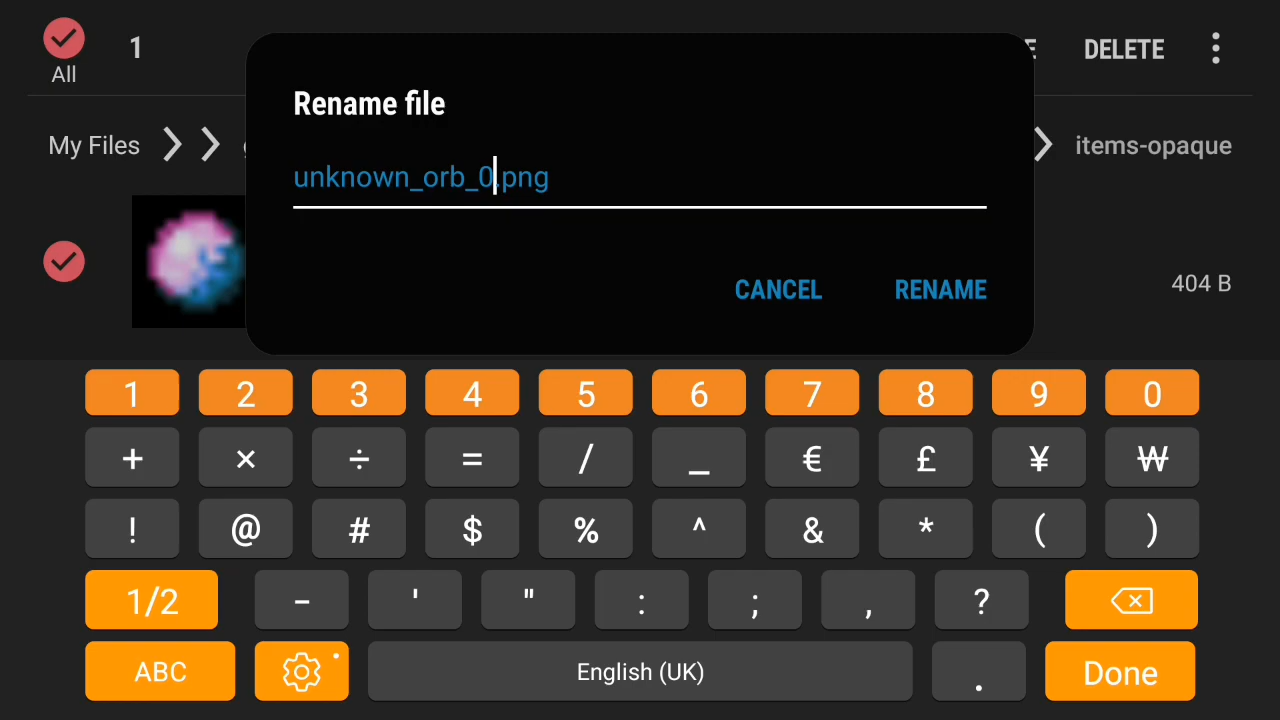 1
E
DELETE
All
Rename file
My Files
items-opaque
unknown_orb_0.png
CANCEL
RENAME
404 B
1 2 3 4 5 6 7 8 9 0
+ × ÷ = / _ € £ ¥ ₩
! @ # $ % ^ & * ( )
1/2 - ' " : ; , ?
ABC English (UK) . Done